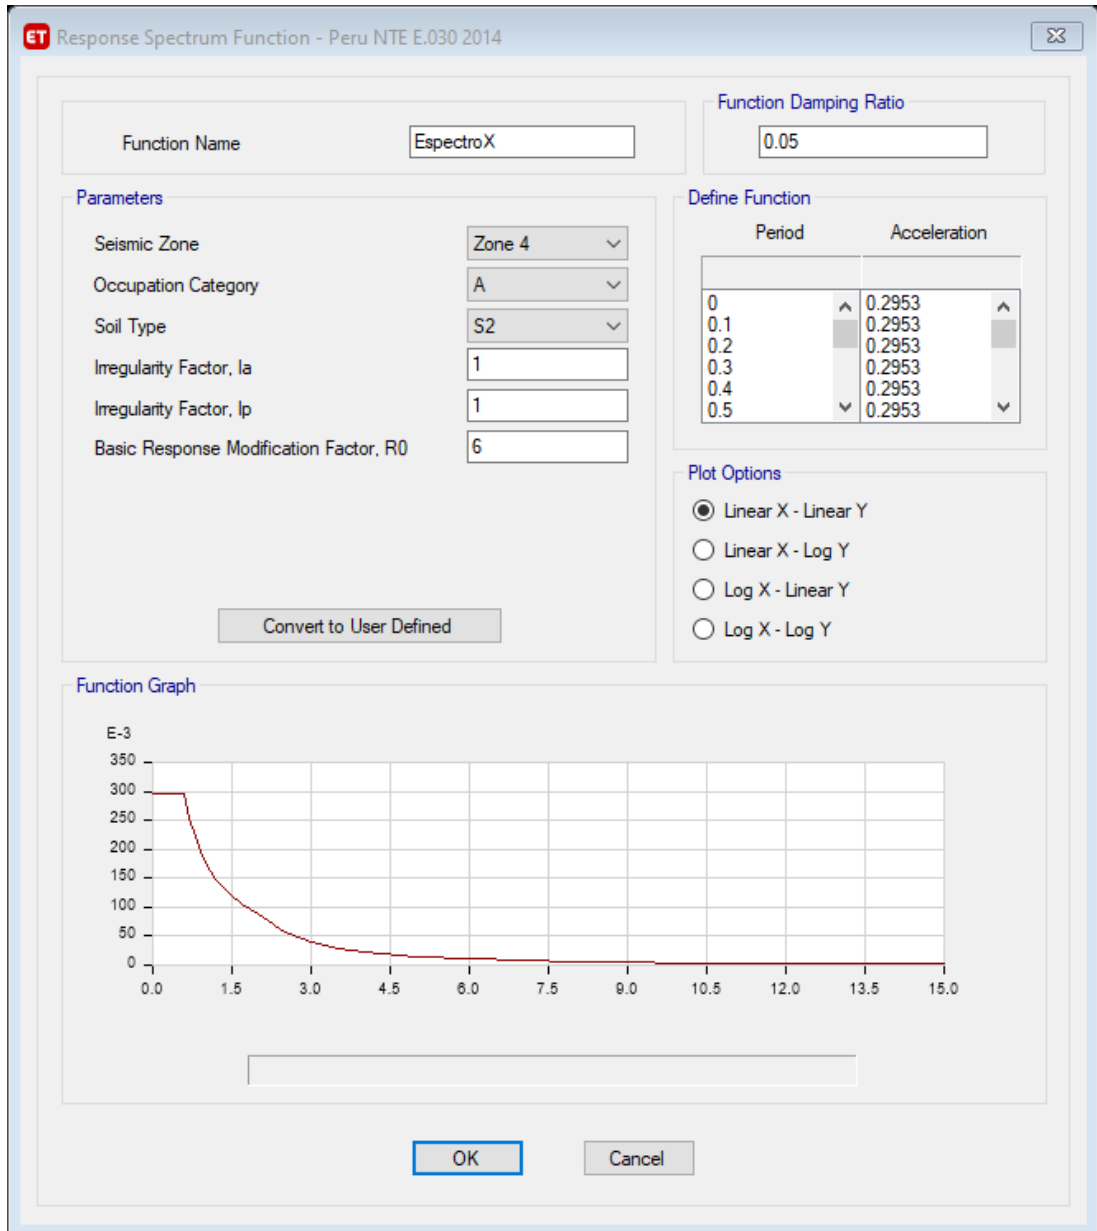 ET Response Spectrum Function - Peru NTE E.030 2014
Function Name
EspectroX
Function Damping Ratio
0.05
Parameters
Seismic Zone
Zone 4
Occupation Category
A
Soil Type
S2
Irregularity Factor, Ia
1
Irregularity Factor, Ip
1
Basic Response Modification Factor, R0
6
Convert to User Defined
Define Function
Period Acceleration
0 0.2953
0.1 0.2953
0.2 0.2953
0.3 0.2953
0.4 0.2953
0.5 0.2953
Plot Options
Linear X - Linear Y
Linear X - Log Y
Log X - Linear Y
Log X - Log Y
Function Graph
E-3
350
300
250
200
150
100
50
0
0.0 1.5 3.0 4.5 6.0 7.5 9.0 10.5 12.0 13.5 15.0
OK Cancel